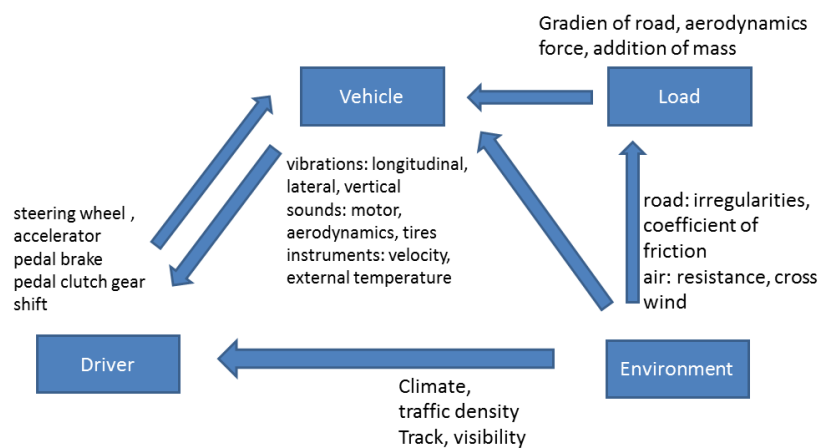 Gradien of road, aerodynamics
force, addition of mass
Vehicle
Load
vibrations: longitudinal,
lateral, vertical
sounds: motor,
aerodynamics, tires
instruments: velocity,
external temperature
road: irregularities,
coefficient of
friction
air: resistance, cross
wind
steering wheel ,
accelerator
pedal brake
pedal clutch gear
shift
Driver
Environment
Climate,
traffic density
Track, visibility